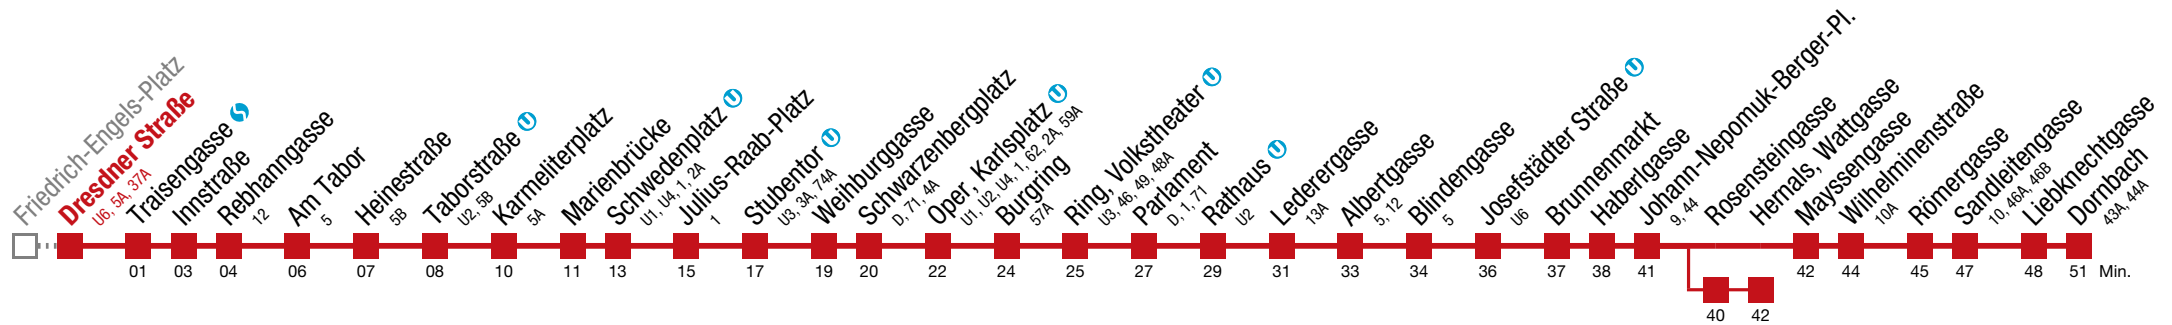 Friedrich-Engels-Platz
Dresdner Straße
U6, 5A, 37A
Traisengasse
Innstraße
Rebhanngasse
12
Am Tabor
5
Heinestraße
5B
Taborstraße
U2, 5B
Karmeliterplatz
5A
Marienbrücke
Schwedenplatz
U1, U4, 1, 2A
Julius-Raab-Platz
1
Stubentor
U3, 3A, 74A
Weihburggasse
Schwarzenbergplatz
D, 71, 4A
Oper, Karlsplatz
U1, U2, U4, 1, 62, 2A, 59A
Burgring
57A
Ring, Volkstheater
U3, 46, 49, 48A
Parlament
D, 1, 71
Rathaus
U2
Lederergasse
13A
Albertgasse
5, 12
Blindengasse
5
Josefstädter Straße
U6
Brunnenmarkt
Haberlgasse
Johann-Nepomuk-Berger-Pl.
9, 44
Rosensteingasse
Hernals, Wattgasse
Mayssengasse
Wilhelminenstraße
10A
Römergasse
Sandleitengasse
10, 46A, 46B
Liebknechtgasse
Dornbach
43A, 44A
01 03 04 06 07 08 10 11 13 15 17 19 20 22 24 25 27 29 31 33 34 36 37 38 41 42 44 45 47 48 51 Min.
40 42